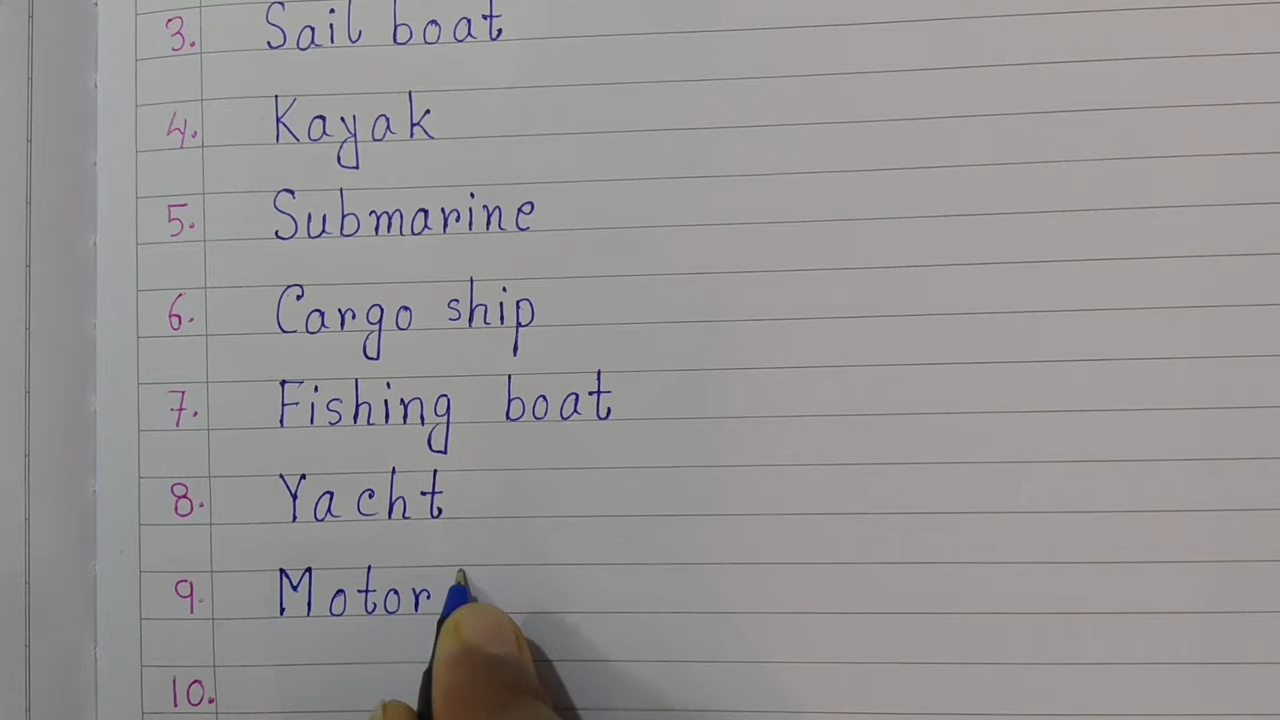 3. Sail boat
4. Kayak
5. Submarine
6. Cargo ship
7. Fishing boat
8. Yacht
9. Motor
10.